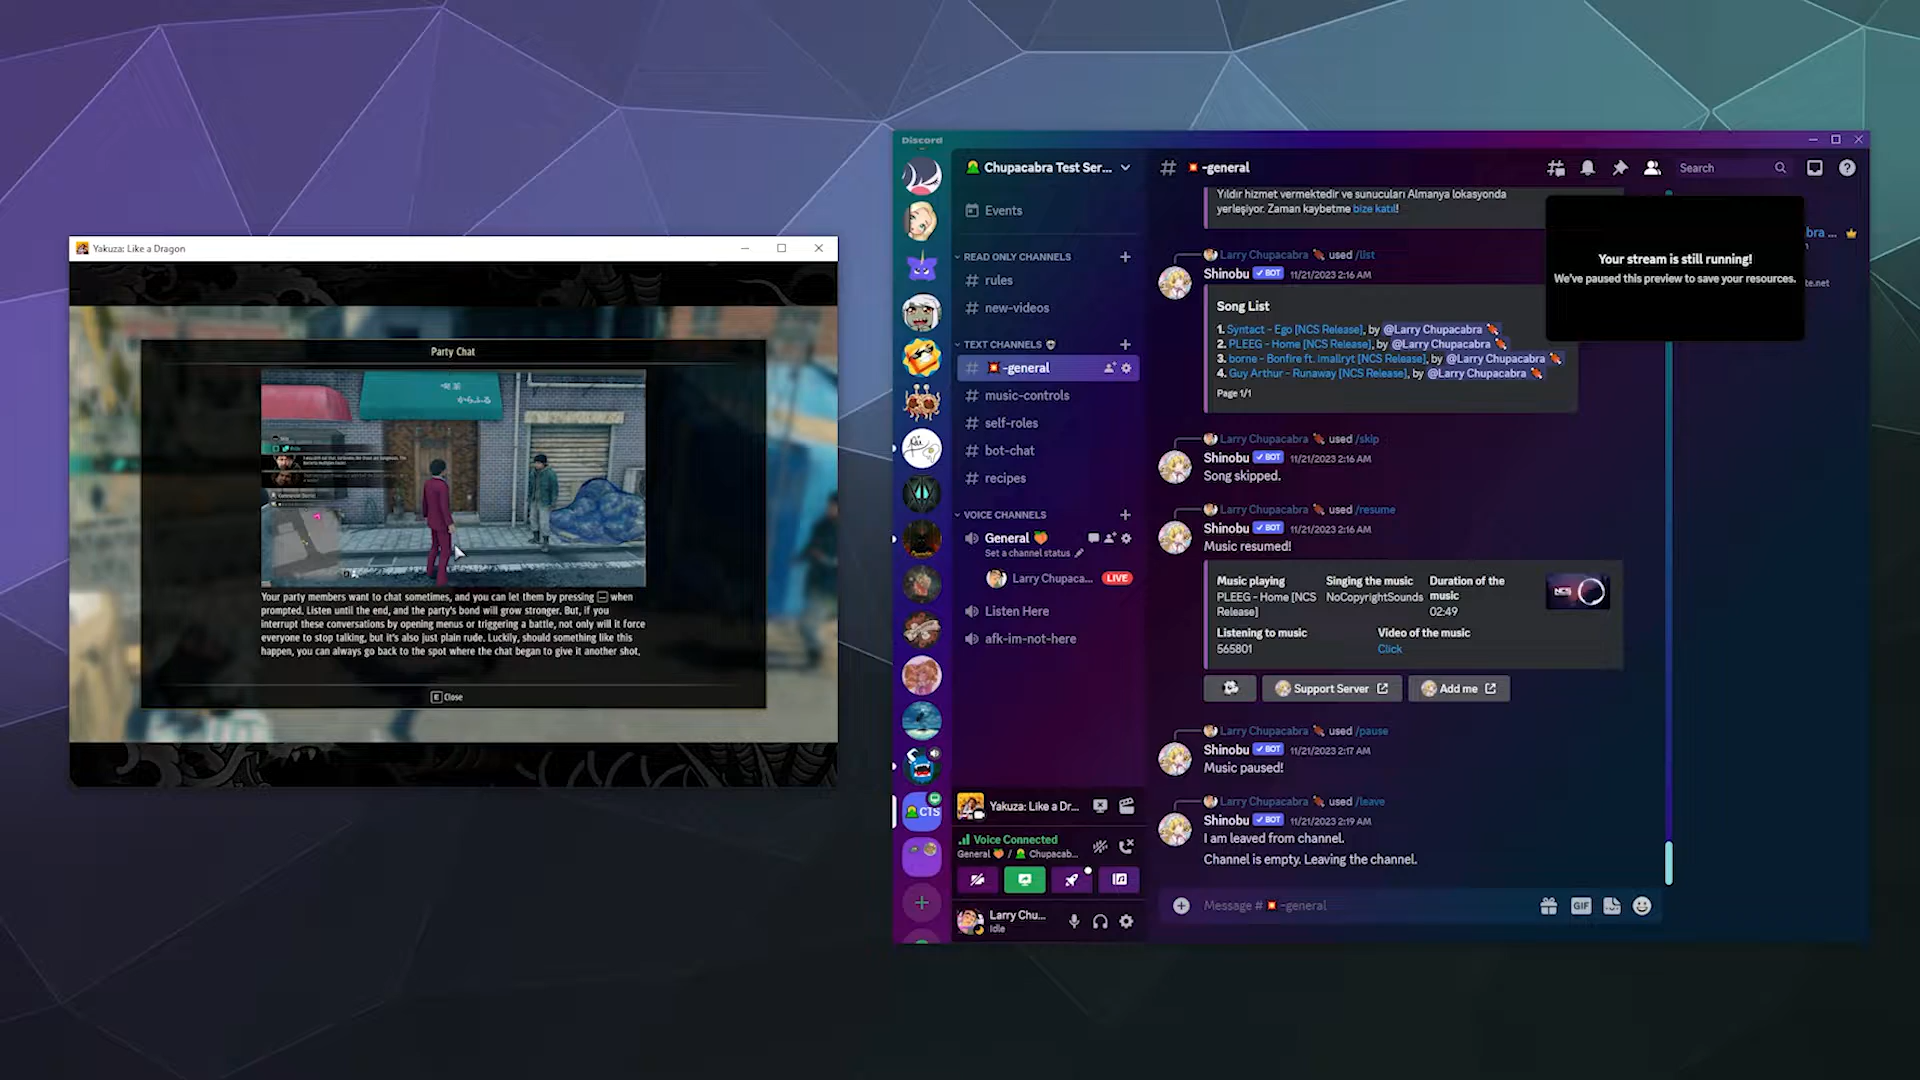 Yakuza: Like a Dragon
Party Chat
Your party members want to chat sometimes, and you can let them by pressing when
prompted. Listen until the end, and the party's bond will grow stronger. But, if you
interrupt these conversations by opening menus or triggering a battle, not only will it force
everyone to stop talking, but it's also just plain rude. Luckily, should something like this
happen, you can always go back to the spot where the chat began to give it another shot.
E Close
Discord
Chupacabra Test Ser...
Events
READ ONLY CHANNELS
# rules
# new-videos
TEXT CHANNELS
# 💥-general
# music-controls
# self-roles
# bot-chat
# recipes
VOICE CHANNELS
General 🍑
Set a channel status
Larry Chupaca... LIVE
Listen Here
afk-im-not-here
CTS
Yakuza: Like a Dr...
Voice Connected
General 🍑 / Chupacab...
Larry Chu...
Idle
# 💥-general
Search
Yıldır hizmet vermektedir ve sunucuları Almanya lokasyonda
yerleşiyor. Zaman kaybetme bize katıl!
Larry Chupacabra used /list
Shinobu ✓ BOT 11/21/2023 2:16 AM
Song List
1. Syntact - Ego [NCS Release], by @Larry Chupacabra
2. PLEEG - Home [NCS Release], by @Larry Chupacabra
3. borne - Bonfire ft. Imallryt [NCS Release], by @Larry Chupacabra
4. Guy Arthur - Runaway [NCS Release], by @Larry Chupacabra
Page 1/1
Larry Chupacabra used /skip
Shinobu ✓ BOT 11/21/2023 2:16 AM
Song skipped.
Larry Chupacabra used /resume
Shinobu ✓ BOT 11/21/2023 2:16 AM
Music resumed!
Music playing
PLEEG - Home [NCS
Release]
Singing the music
NoCopyrightSounds
Duration of the
music
02:49
NCS
Listening to music
565801
Video of the music
Click
Support Server
Add me
Larry Chupacabra used /pause
Shinobu ✓ BOT 11/21/2023 2:17 AM
Music paused!
Larry Chupacabra used /leave
Shinobu ✓ BOT 11/21/2023 2:19 AM
I am leaved from channel.
Channel is empty. Leaving the channel.
Message # 💥-general
GIF
Your stream is still running!
We've paused this preview to save your resources.
bra ...
te.net